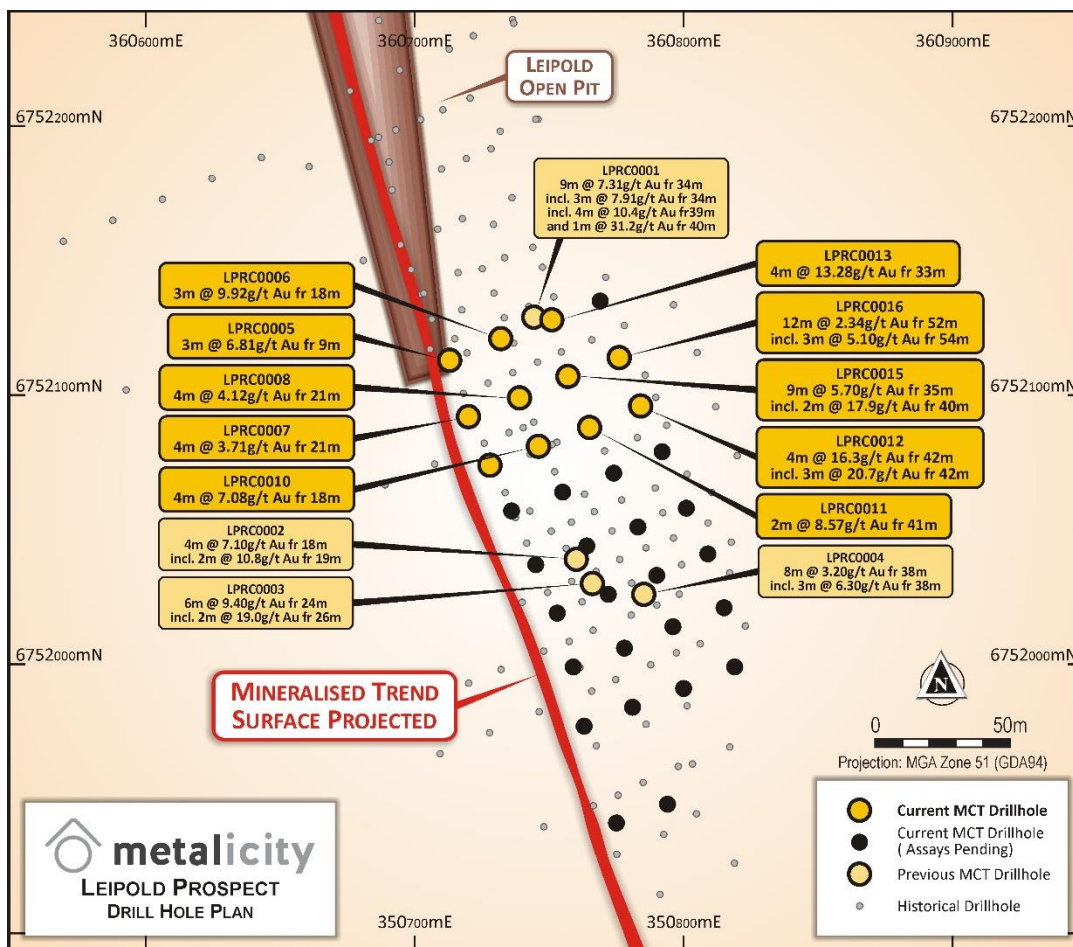 360600mE
360700mE
360800mE
360900mE
LEIPOLD
OPEN PIT
6752200mN
6752200mN
LPRC0001
9m @ 7.31g/t Au fr 34m
incl. 3m @ 7.91g/t Au fr 34m
incl. 4m @ 10.4g/t Au fr39m
and 1m @ 31.2g/t Au fr 40m
LPRC0006
3m @ 9.92g/t Au fr 18m
LPRC0005
3m @ 6.81g/t Au fr 9m
LPRC0008
4m @ 4.12g/t Au fr 21m
LPRC0007
4m @ 3.71g/t Au fr 21m
LPRC0010
4m @ 7.08g/t Au fr 18m
LPRC0002
4m @ 7.10g/t Au fr 18m
incl. 2m @ 10.8g/t Au fr 19m
LPRC0003
6m @ 9.40g/t Au fr 24m
incl. 2m @ 19.0g/t Au fr 26m
LPRC0013
4m @ 13.28g/t Au fr 33m
LPRC0016
12m @ 2.34g/t Au fr 52m
incl. 3m @ 5.10g/t Au fr 54m
6752100mN
6752100mN
LPRC0015
9m @ 5.70g/t Au fr 35m
incl. 2m @ 17.9g/t Au fr 40m
LPRC0012
4m @ 16.3g/t Au fr 42m
incl. 3m @ 20.7g/t Au fr 42m
LPRC0011
2m @ 8.57g/t Au fr 41m
LPRC0004
8m @ 3.20g/t Au fr 38m
incl. 3m @ 6.30g/t Au fr 38m
6752000mN
6752000mN
MINERALISED TREND
SURFACE PROJECTED
N
0 50m
Projection: MGA Zone 51 (GDA94)
Current MCT Drillhole
Current MCT Drillhole
( Assays Pending)
Previous MCT Drillhole
Historical Drillhole
metalicity
LEIPOLD PROSPECT
DRILL HOLE PLAN
350700mE
350800mE